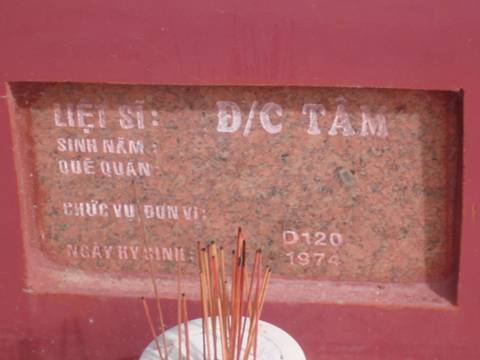 LIỆT SĨ: Đ/C TÂM
SINH NĂM:
QUÊ QUÁN:
CHỨC VỤ, ĐƠN VỊ:
D120
NGÀY HY SINH: 1974